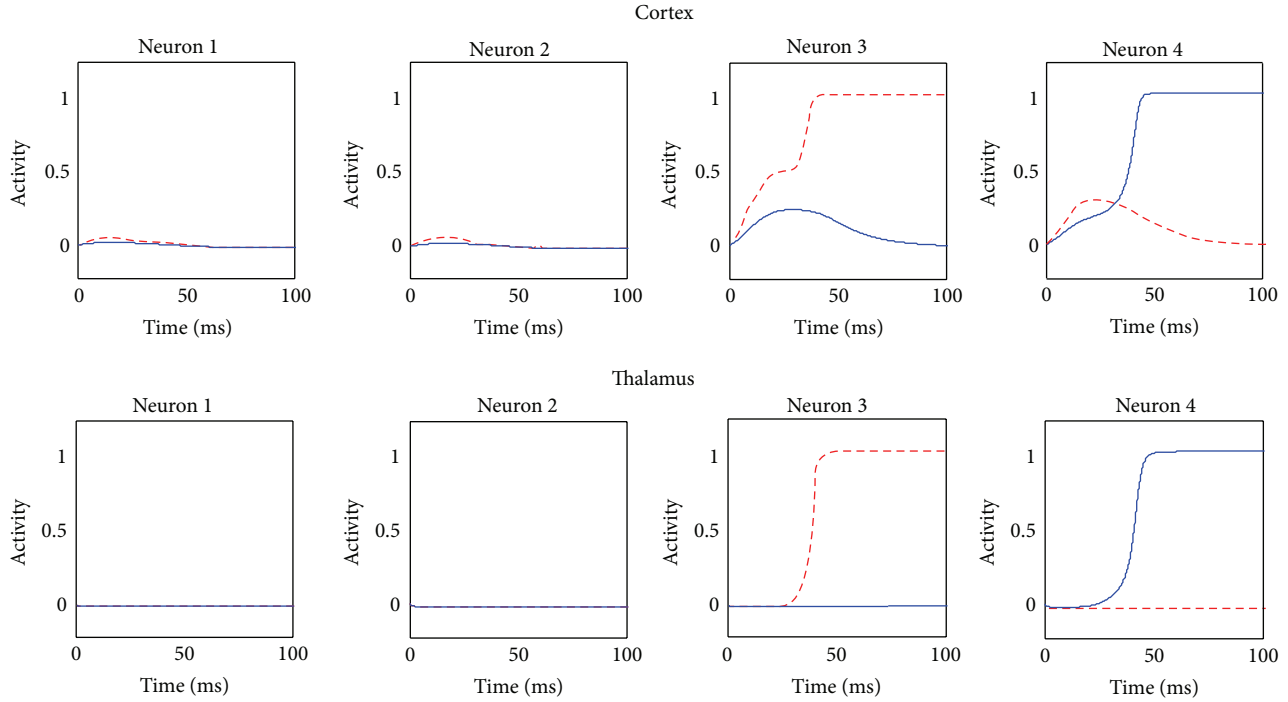 Cortex
Neuron 1
Neuron 2
Neuron 3
Neuron 4
1
0.5
0
Activity
0 50 100
Time (ms)
1
0.5
0
Activity
0 50 100
Time (ms)
1
0.5
0
Activity
0 50 100
Time (ms)
1
0.5
0
Activity
0 50 100
Time (ms)
Thalamus
Neuron 1
Neuron 2
Neuron 3
Neuron 4
1
0.5
0
Activity
0 50 100
Time (ms)
1
0.5
0
Activity
0 50 100
Time (ms)
1
0.5
0
Activity
0 50 100
Time (ms)
1
0.5
0
Activity
0 50 100
Time (ms)